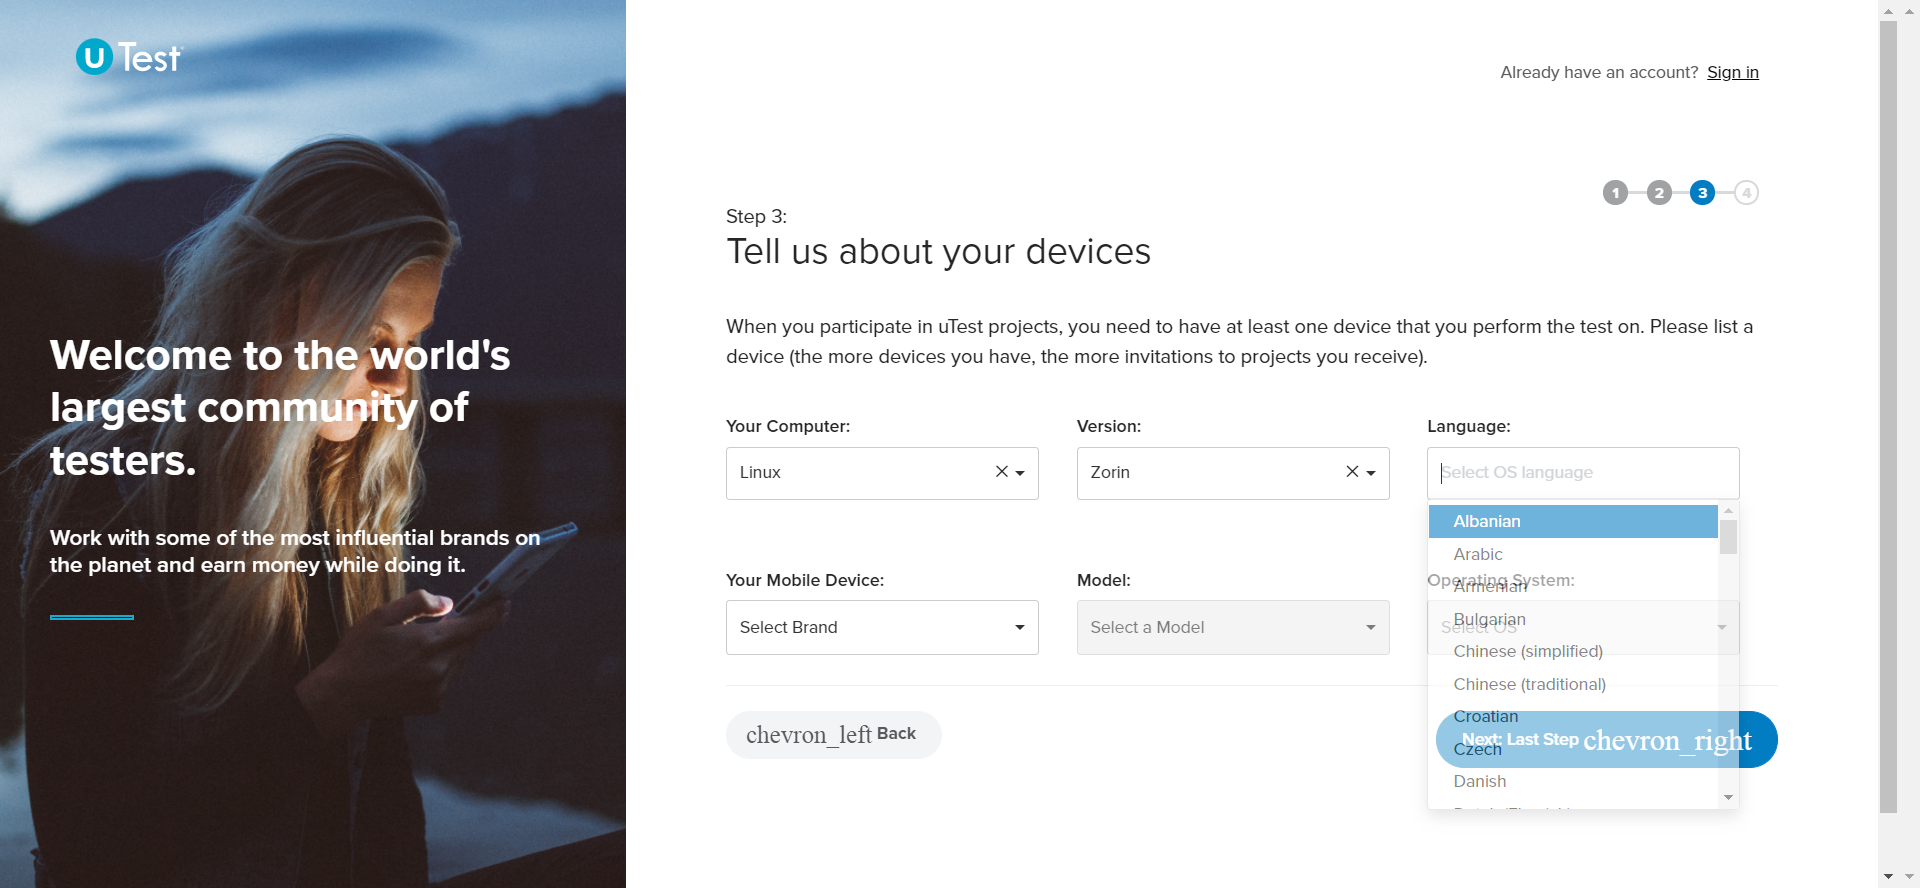 U Test
Already have an account? Sign in
1 2 3 4
Step 3:
Tell us about your devices
When you participate in uTest projects, you need to have at least one device that you perform the test on. Please list a
device (the more devices you have, the more invitations to projects you receive).
Welcome to the world's
largest community of
testers.
Work with some of the most influential brands on
the planet and earn money while doing it.
Your Computer:
Linux
Version:
Zorin
Language:
Select OS language
Albanian
Arabic
Armenian
Bulgarian
Chinese (simplified)
Chinese (traditional)
Croatian
Czech
Danish
Your Mobile Device:
Select Brand
Model:
Select a Model
Operating System:
Select OS
chevron_left Back
Next: Last Step chevron_right